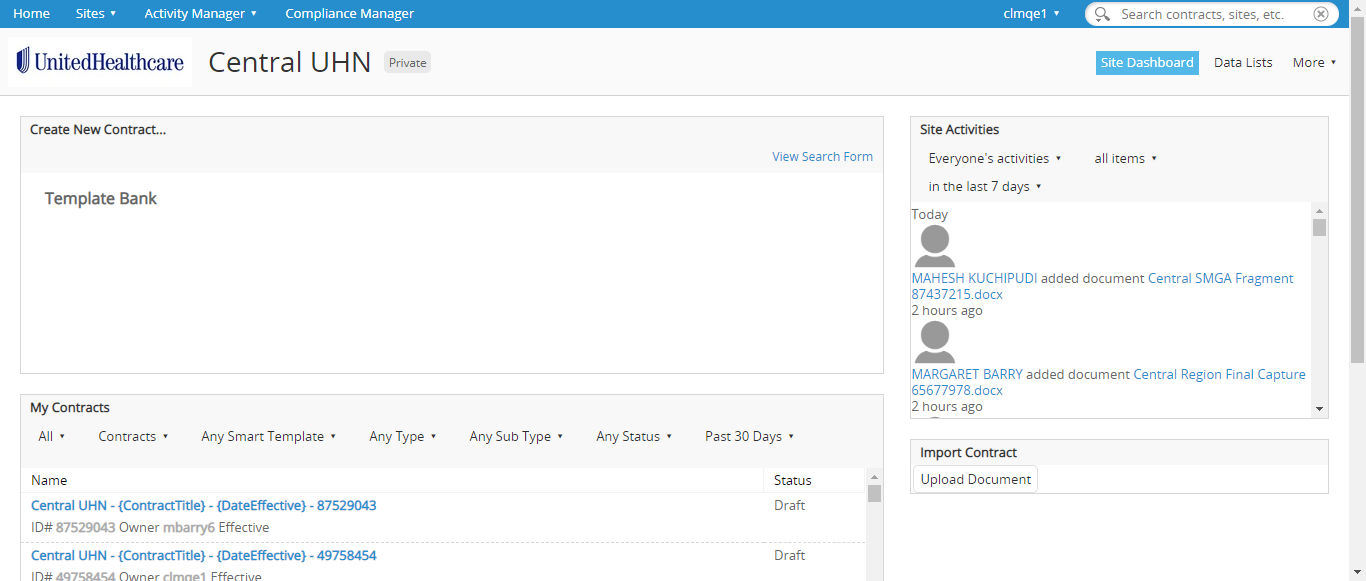 Home Sites ▼ Activity Manager ▼ Compliance Manager clmqe1 ▼ Search contracts, sites, etc.
UnitedHealthcare Central UHN Private Site Dashboard Data Lists More ▼
Create New Contract...
View Search Form
Template Bank
My Contracts
All ▼ Contracts ▼ Any Smart Template ▼ Any Type ▼ Any Sub Type ▼ Any Status ▼ Past 30 Days ▼
Name Status
Central UHN - {ContractTitle} - {DateEffective} - 87529043 Draft
ID# 87529043 Owner mbarry6 Effective
Central UHN - {ContractTitle} - {DateEffective} - 49758454 Draft
ID# 49758454 Owner clmqe1 Effective
Site Activities
Everyone's activities ▼ all items ▼
in the last 7 days ▼
Today
MAHESH KUCHIPUDI added document Central SMGA Fragment
87437215.docx
2 hours ago
MARGARET BARRY added document Central Region Final Capture
65677978.docx
2 hours ago
Import Contract
Upload Document